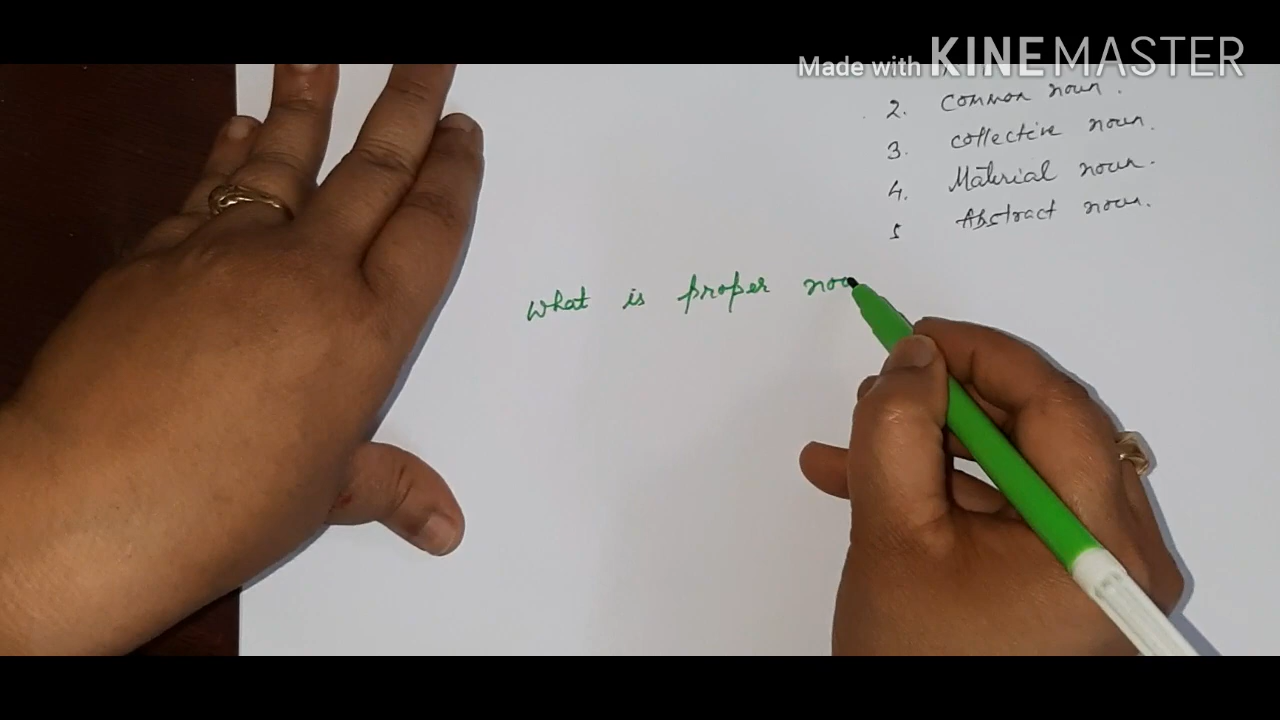 Made with KINEMASTER
2. Common noun.
3. Collective noun.
4. Material noun.
5 Abstract noun.
What is proper nou